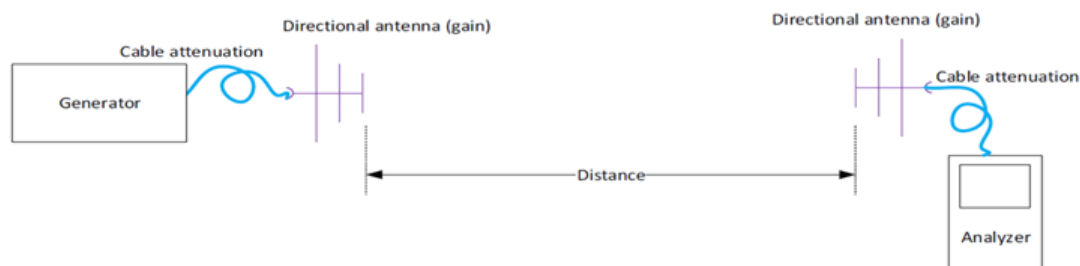 Directional antenna (gain)
Directional antenna (gain)
Cable attenuation
Cable attenuation
Generator
Distance
Analyzer